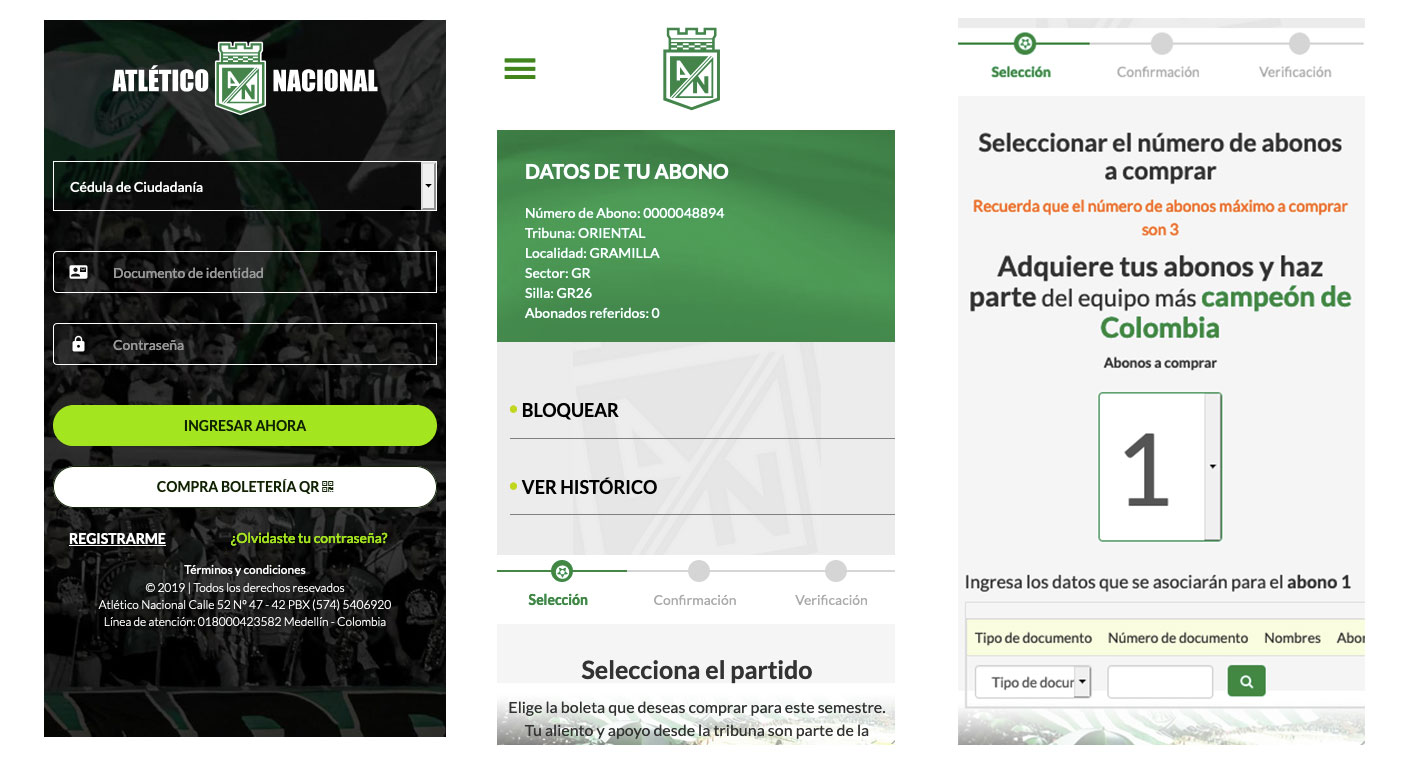 ATLÉTICO AN NACIONAL
Cédula de Ciudadanía
Documento de identidad
Contraseña
INGRESAR AHORA
COMPRA BOLETERÍA QR
REGISTRARME
¿Olvidaste tu contraseña?
Términos y condiciones
© 2019 | Todos los derechos resevados
Atlético Nacional Calle 52 Nº 47 - 42 PBX (574) 5406920
Línea de atención: 018000423582 Medellín - Colombia
AN
DATOS DE TU ABONO
Número de Abono: 0000048894
Tribuna: ORIENTAL
Localidad: GRAMILLA
Sector: GR
Silla: GR26
Abonados referidos: 0
AN
BLOQUEAR
VER HISTÓRICO
Selección
Confirmación
Verificación
Selecciona el partido
Elige la boleta que deseas comprar para este semestre.
Tu aliento y apoyo desde la tribuna son parte de la
Selección
Confirmación
Verificación
Seleccionar el número de abonos
a comprar
Recuerda que el número de abonos máximo a comprar
son 3
Adquiere tus abonos y haz
parte del equipo más campeón de
Colombia
Abonos a comprar
1
Ingresa los datos que se asociarán para el abono 1
Tipo de documento Número de documento Nombres Abor
Tipo de docur